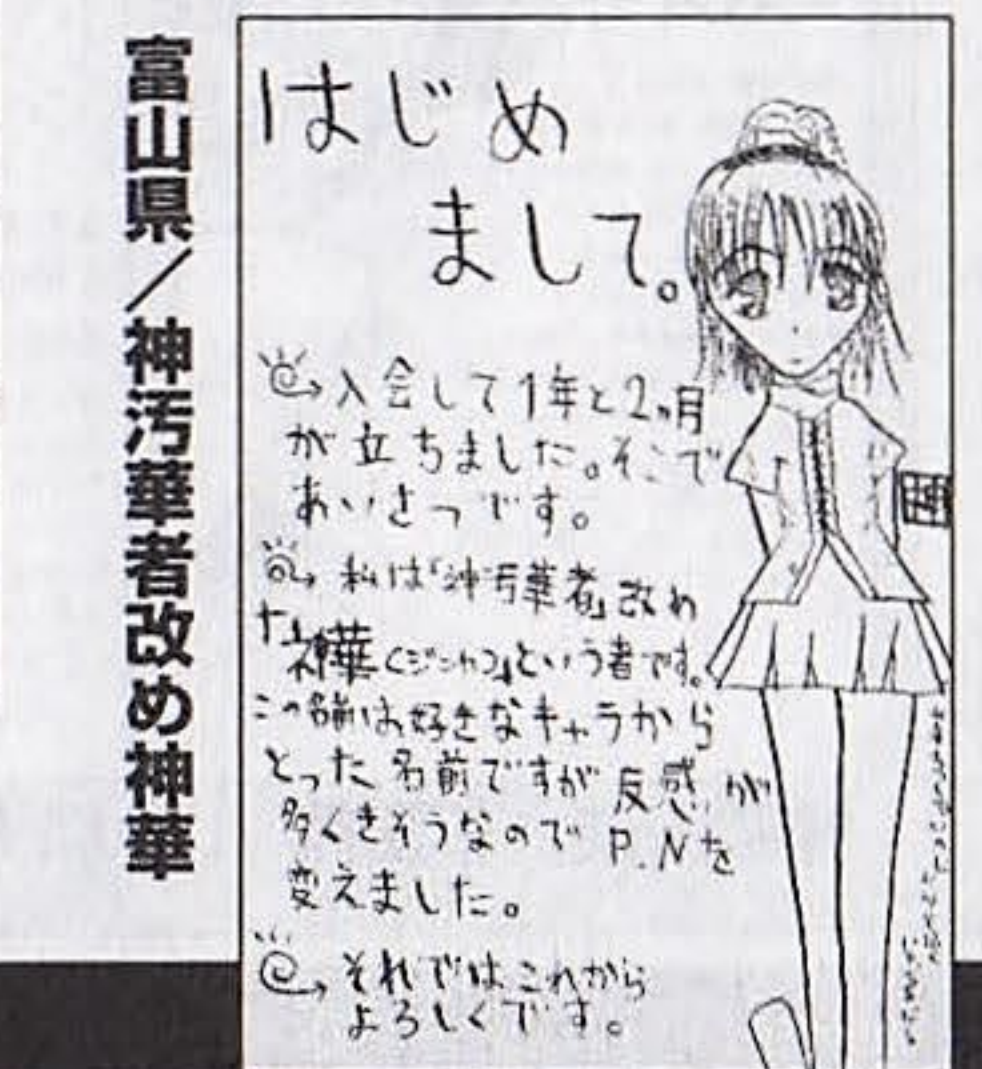 富山県／神汚華者改め神華
はじめ
まして。
入会して1年と2ヵ月
が立ちました。そこで
あいさつです。
私は「神汚華者」改め
神華くジンカ」という者です。
この名前は好きなキャラから
とった名前ですが反感が
多くきそうなのでP.Nを
変えました。
それではこれから
よろしくです。